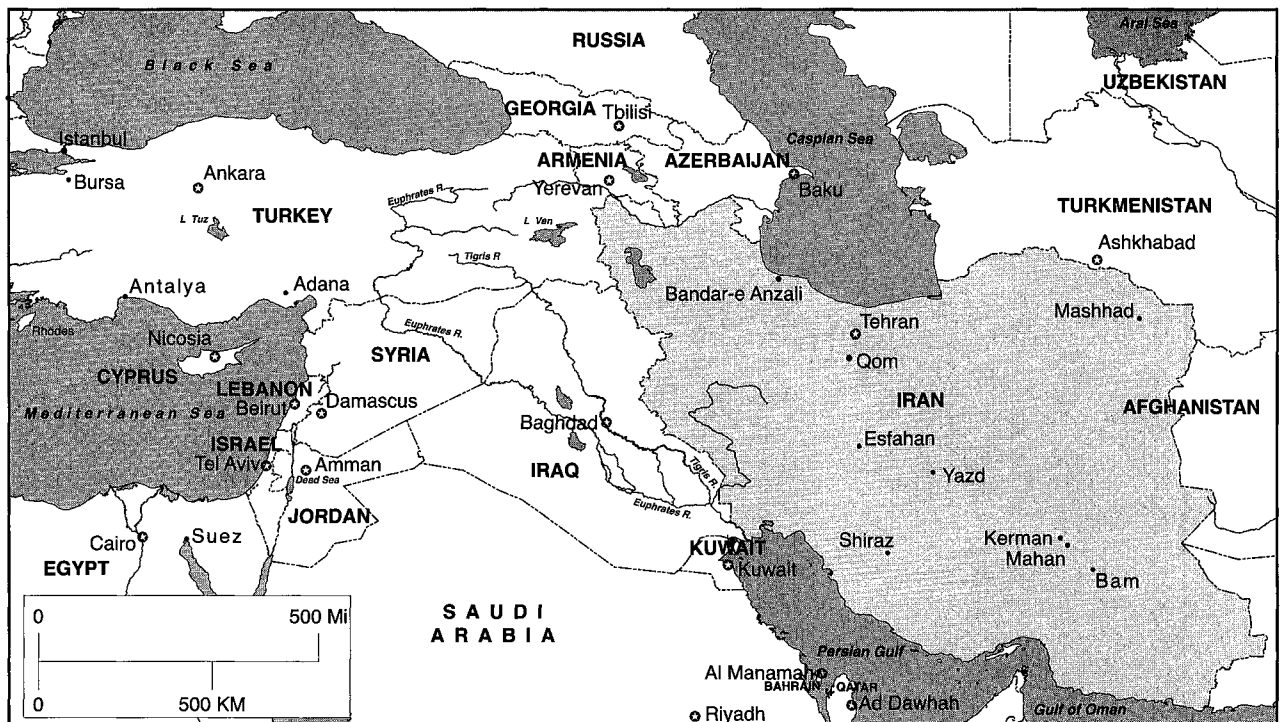 Aral Sea
RUSSIA
Black Sea
UZBEKISTAN
GEORGIA
Tbilisi
Istanbul
Caspian Sea
ARMENIA
AZERBAIJAN
Ankara
Bursa
Yerevan
Baku
Euphrates R.
TURKEY
L Tuz
L Van
TURKMENISTAN
Ashkhabad
Tigris R
Antalya
Adana
Bandar-e Anzali
Mashhad
Rhodes
Nicosia
Euphrates R.
Tehran
SYRIA
Qom
CYPRUS
LEBANON
Beirut
Damascus
IRAN
AFGHANISTAN
Mediterranean Sea
Baghdad
ISRAEL
Esfahan
Tel Aviv
Amman
IRAQ
Tigris R.
Yazd
Dead Sea
Euphrates R.
JORDAN
Cairo
Suez
KUWAIT
Shiraz
Kerman
Mahan
EGYPT
Kuwait
Bam
0 500 Mi
SAUDI
ARABIA
Persian Gulf
Al Manamah
BAHRAIN
QATAR
0 500 KM
Riyadh
Ad Dawhah
Gulf of Oman